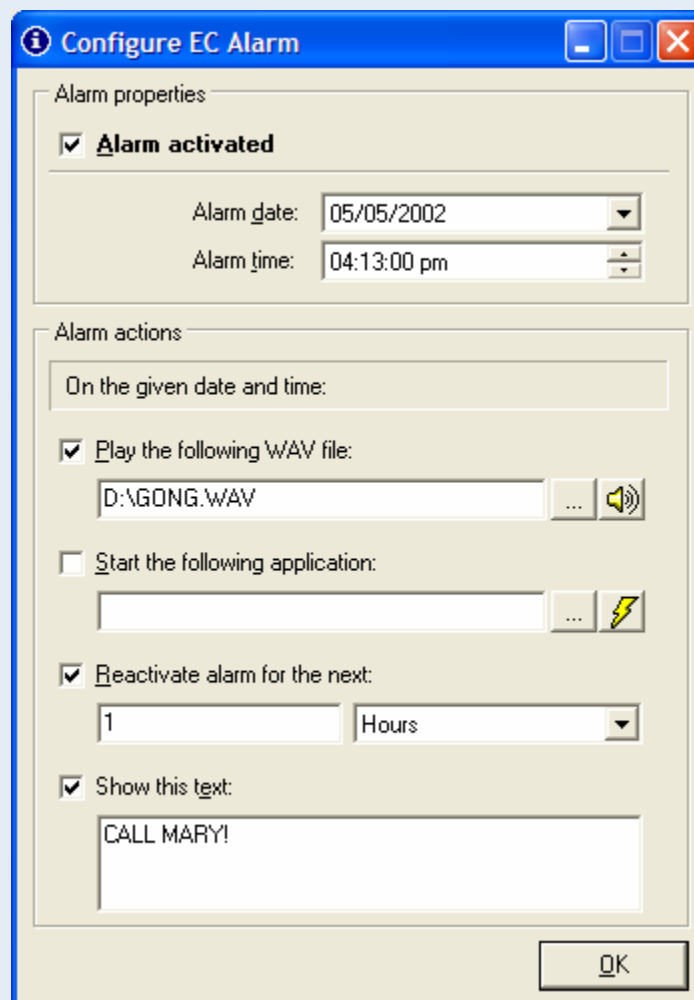 Configure EC Alarm
Alarm properties
Alarm activated
Alarm date: 05/05/2002
Alarm time: 04:13:00 pm
Alarm actions
On the given date and time:
Play the following WAV file:
D:\GONG.WAV ...
Start the following application:
...
Reactivate alarm for the next:
1 Hours
Show this text:
CALL MARY!
OK